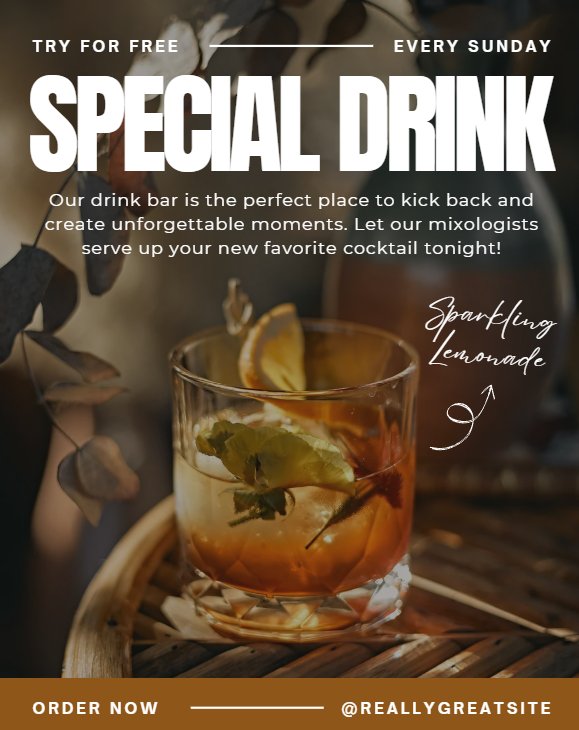 TRY FOR FREE EVERY SUNDAY
SPECIAL DRINK
Our drink bar is the perfect place to kick back and
create unforgettable moments. Let our mixologists
serve up your new favorite cocktail tonight!
Sparkling
Lemonade
ORDER NOW @REALLYGREATSITE